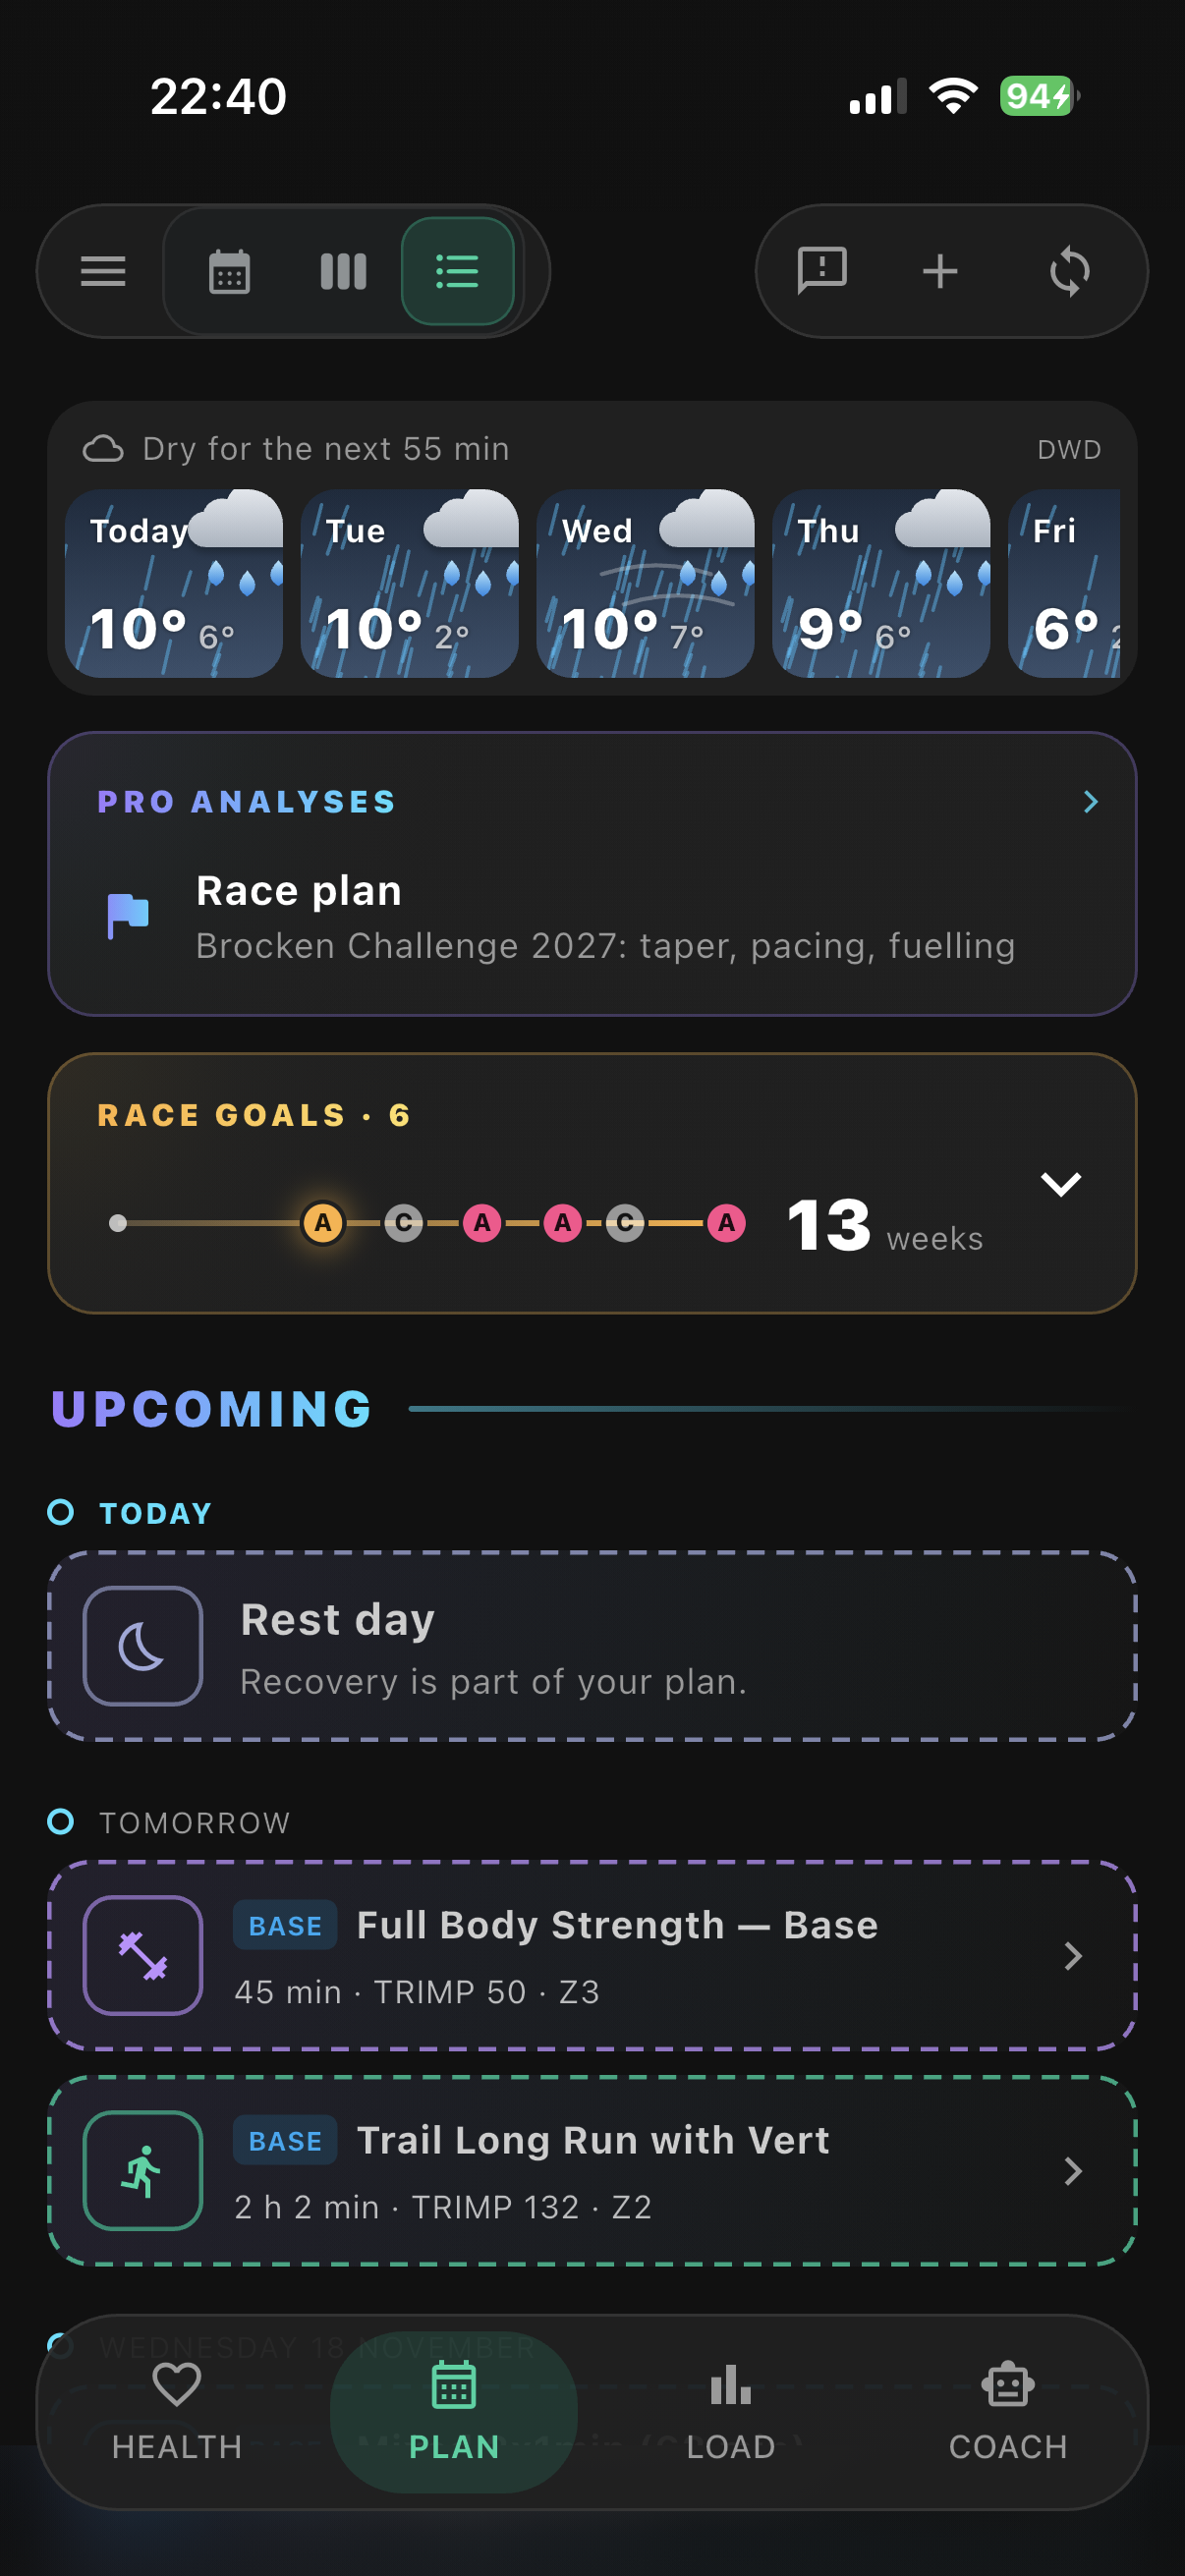 22:40
94
Dry for the next 55 min
DWD
Today
10° 6°
Tue
10° 2°
Wed
10° 7°
Thu
9° 6°
Fri
6°
PRO ANALYSES
Race plan
Brocken Challenge 2027: taper, pacing, fuelling
RACE GOALS · 6
A C A A C A
13 weeks
UPCOMING
TODAY
Rest day
Recovery is part of your plan.
TOMORROW
BASE Full Body Strength — Base
45 min · TRIMP 50 · Z3
BASE Trail Long Run with Vert
2 h 2 min · TRIMP 132 · Z2
WEDNESDAY 18 NOVEMBER
HEALTH
PLAN
LOAD
COACH